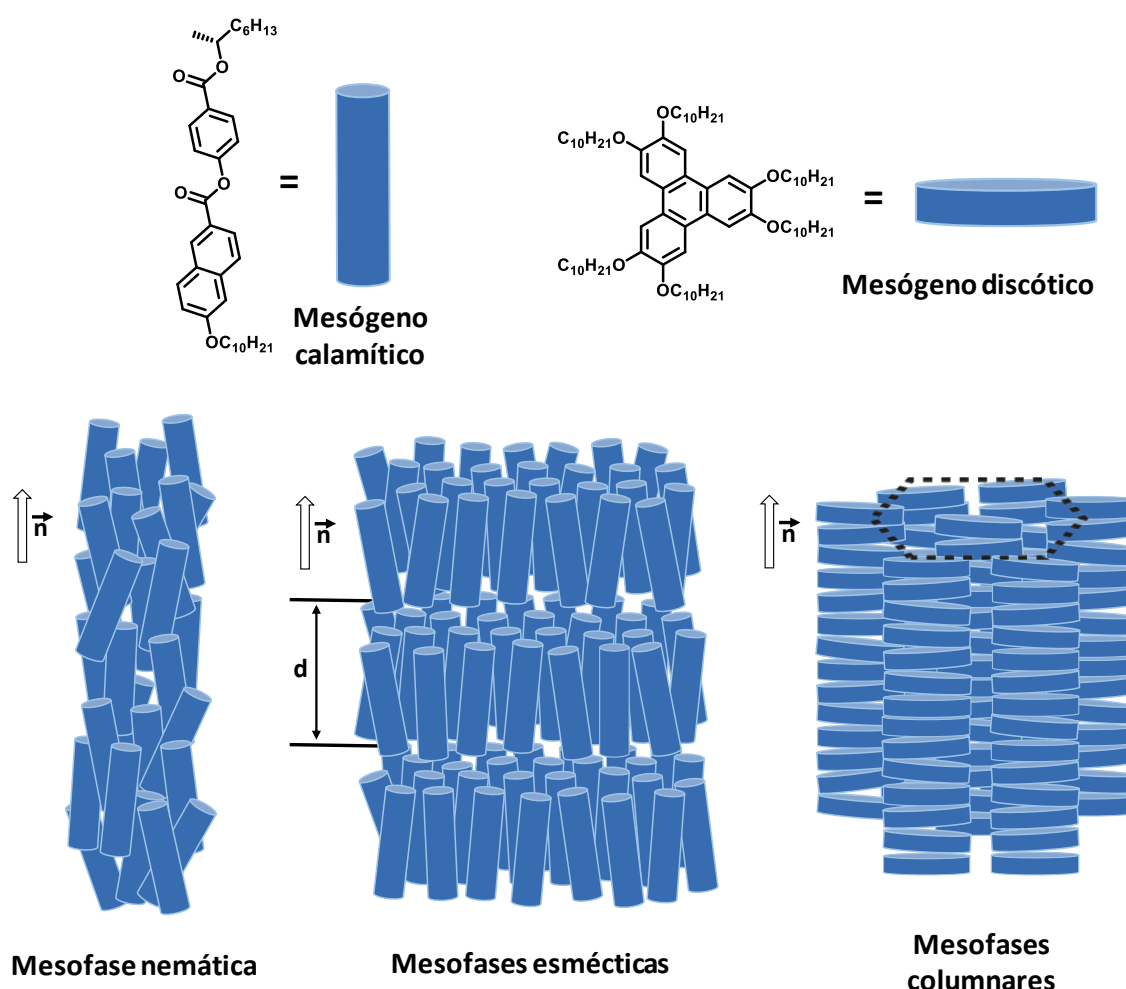 C6H13
O
O
O
O
OC10H21
=
Mesógeno
calamítico
OC10H21
C10H21O
OC10H21
OC10H21
C10H21O
OC10H21
=
Mesógeno discótico
n
n
d
n
Mesofase nemática
Mesofases esmécticas
Mesofases
columnares